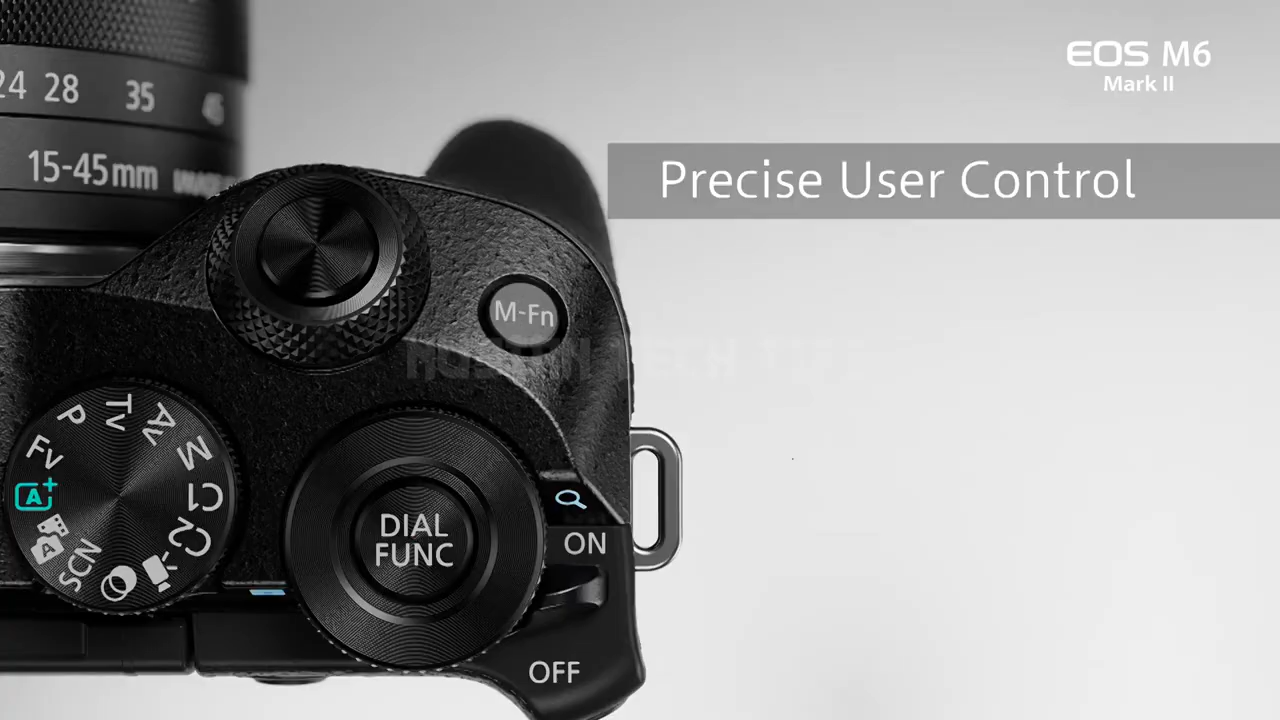 EOS M6
Mark II
24 28 35 45
15-45mm
Precise User Control
M-Fn
P
Tv
Av
M
Fv
A+
C1
C2
A
SCN
DIAL
FUNC
ON
OFF